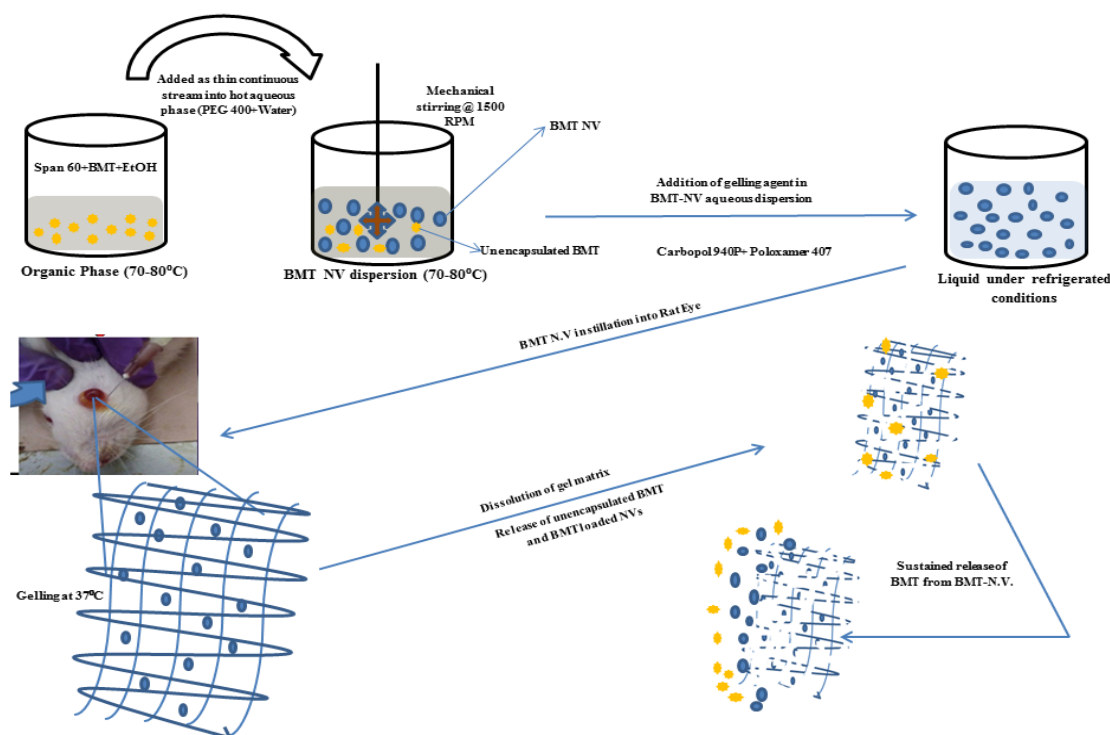 Added as thin continuous
stream into hot aqueous
phase (PEG 400+Water)
Mechanical
stirring @ 1500
RPM
BMT NV
Span 60+BMT+EtOH
Addition of gelling agent in
BMT-NV aqueous dispersion
Unencapsulated BMT
Carbopol 940P+ Poloxamer 407
Organic Phase (70-80°C)
BMT NV dispersion (70-80°C)
Liquid under refrigerated
conditions
BMT N.V instillation into Rat Eye
Dissolution of gel matrix
Release of unencapsulated BMT
and BMT loaded NVs
Sustained release of
BMT from BMT-N.V.
Gelling at 37°C